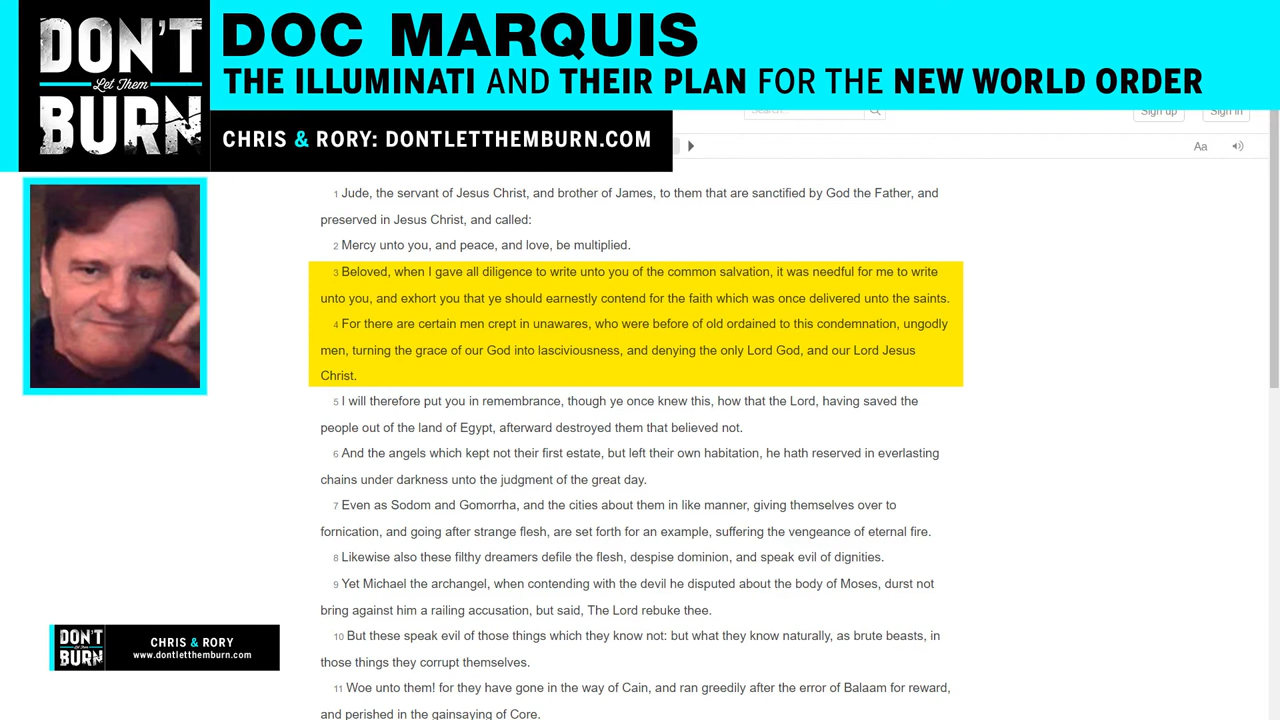 DON'T
Let Them
BURN
DOC MARQUIS
THE ILLUMINATI AND THEIR PLAN FOR THE NEW WORLD ORDER
CHRIS & RORY: DONTLETTHEMBURN.COM
Search...
Sign up
Sign in
Aa
1 Jude, the servant of Jesus Christ, and brother of James, to them that are sanctified by God the Father, and
preserved in Jesus Christ, and called:
2 Mercy unto you, and peace, and love, be multiplied.
3 Beloved, when I gave all diligence to write unto you of the common salvation, it was needful for me to write
unto you, and exhort you that ye should earnestly contend for the faith which was once delivered unto the saints.
4 For there are certain men crept in unawares, who were before of old ordained to this condemnation, ungodly
men, turning the grace of our God into lasciviousness, and denying the only Lord God, and our Lord Jesus
Christ.
5 I will therefore put you in remembrance, though ye once knew this, how that the Lord, having saved the
people out of the land of Egypt, afterward destroyed them that believed not.
6 And the angels which kept not their first estate, but left their own habitation, he hath reserved in everlasting
chains under darkness unto the judgment of the great day.
7 Even as Sodom and Gomorrha, and the cities about them in like manner, giving themselves over to
fornication, and going after strange flesh, are set forth for an example, suffering the vengeance of eternal fire.
8 Likewise also these filthy dreamers defile the flesh, despise dominion, and speak evil of dignities.
9 Yet Michael the archangel, when contending with the devil he disputed about the body of Moses, durst not
bring against him a railing accusation, but said, The Lord rebuke thee.
10 But these speak evil of those things which they know not: but what they know naturally, as brute beasts, in
those things they corrupt themselves.
11 Woe unto them! for they have gone in the way of Cain, and ran greedily after the error of Balaam for reward,
and perished in the gainsaying of Core.
DON'T
Let Them
BURN
CHRIS & RORY
www.dontletthemburn.com